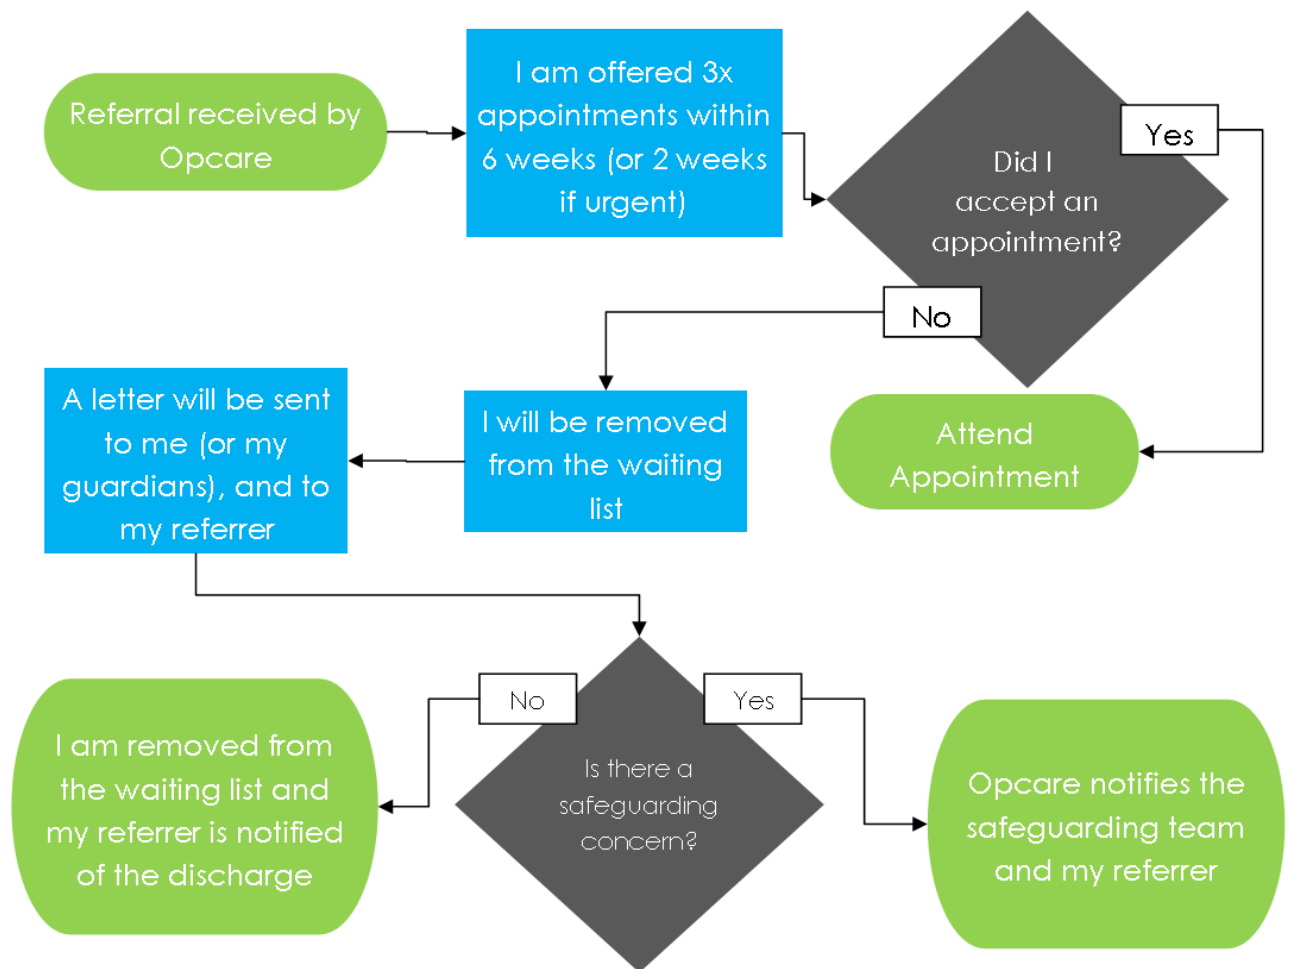 Referral received by
Opcare
I am offered 3x
appointments within
6 weeks (or 2 weeks
if urgent)
Did I
accept an
appointment?
Yes
No
Attend
Appointment
I will be removed
from the waiting
list
A letter will be sent
to me (or my
guardians), and to
my referrer
Is there a
safeguarding
concern?
No
Yes
I am removed from
the waiting list and
my referrer is notified
of the discharge
Opcare notifies the
safeguarding team
and my referrer